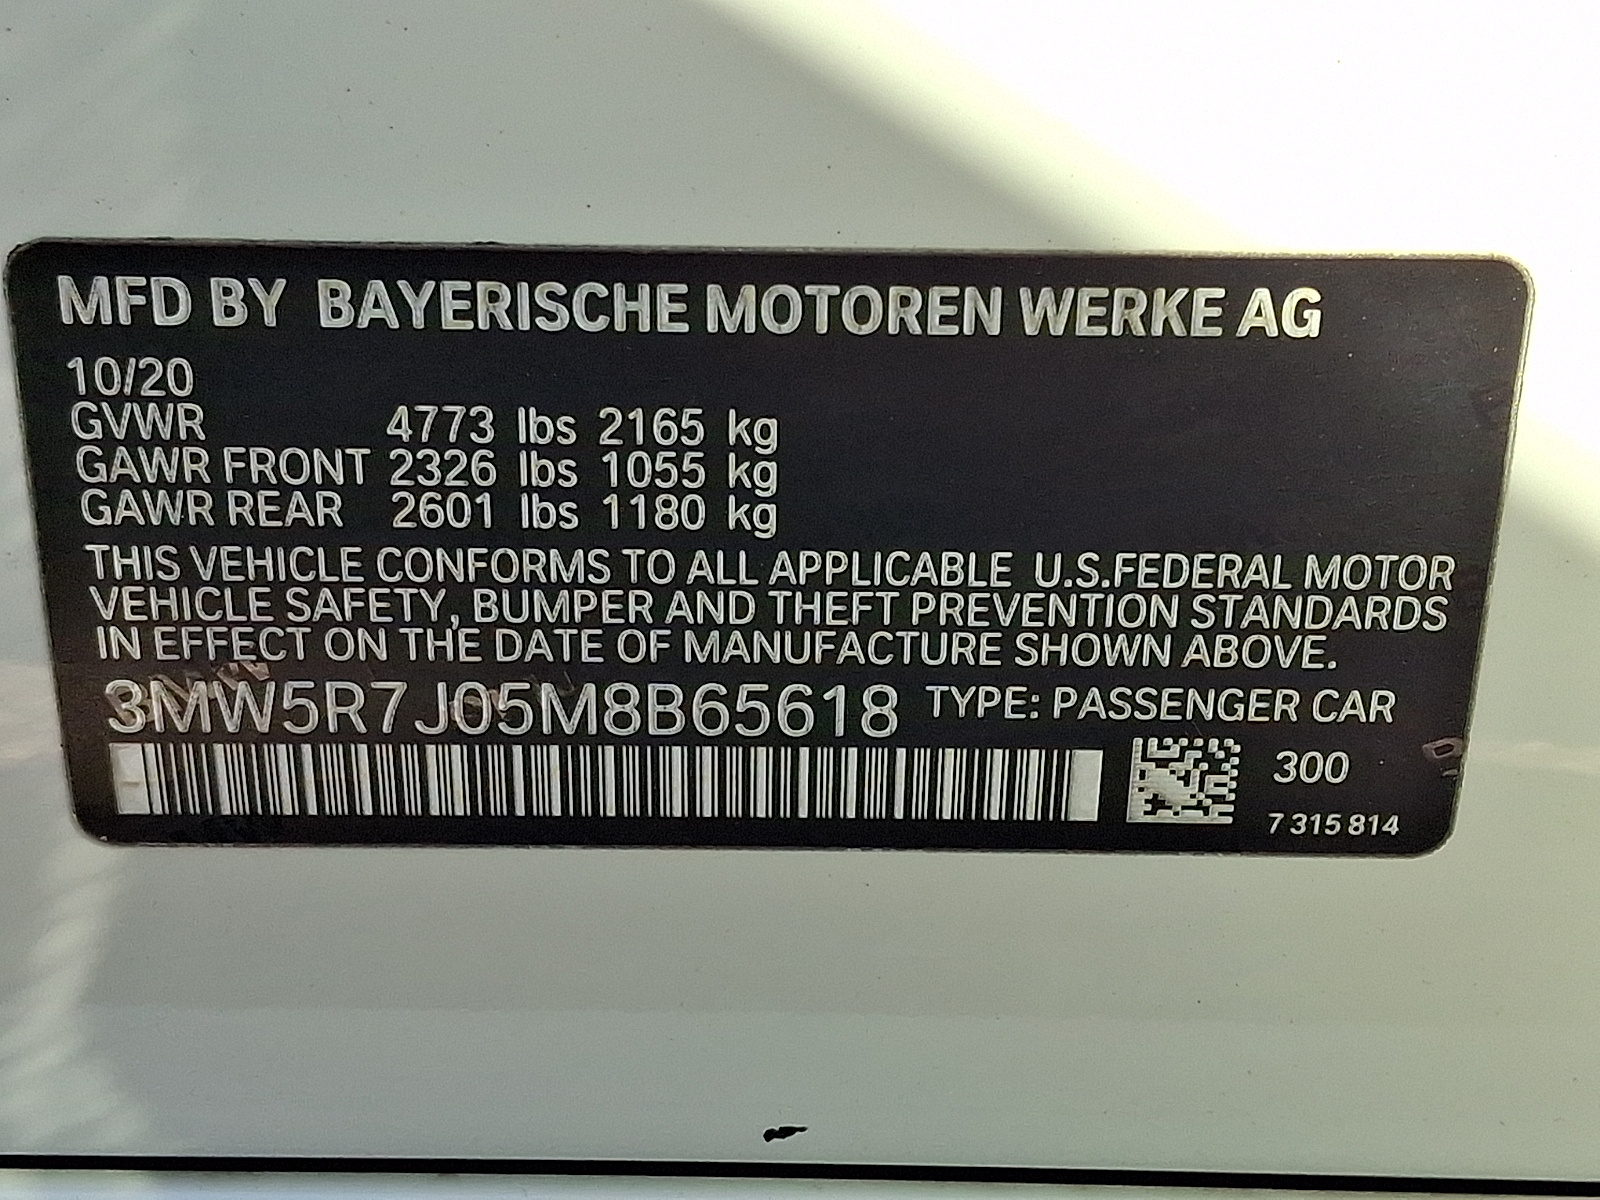 MFD BY BAYERISCHE MOTOREN WERKE AG
10/20
GVWR 4773 lbs 2165 kg
GAWR FRONT 2326 lbs 1055 kg
GAWR REAR 2601 lbs 1180 kg
THIS VEHICLE CONFORMS TO ALL APPLICABLE U.S.FEDERAL MOTOR
VEHICLE SAFETY, BUMPER AND THEFT PREVENTION STANDARDS
IN EFFECT ON THE DATE OF MANUFACTURE SHOWN ABOVE.
3MW5R7J05M8B65618 TYPE: PASSENGER CAR
300
7 315 814